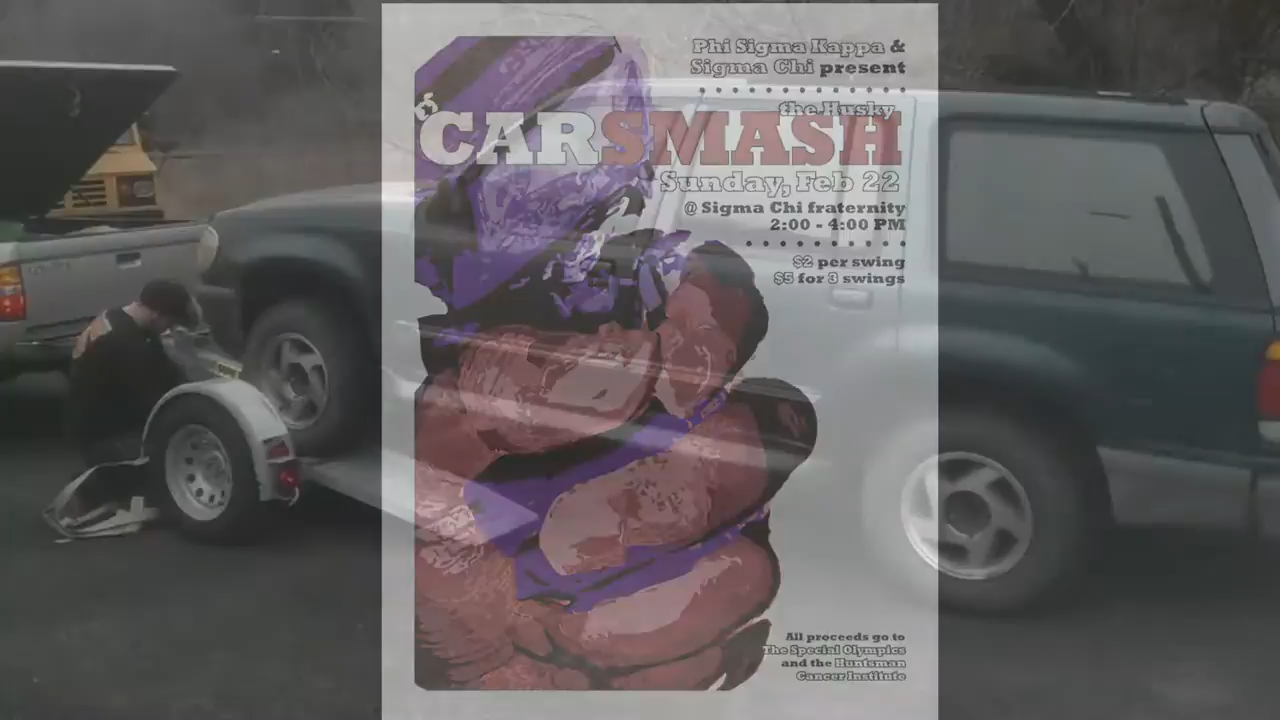 Phi Sigma Kappa &
Sigma Chi present
the Husky
CARSMASH
Sunday, Feb 22
@ Sigma Chi fraternity
2:00 - 4:00 PM
$2 per swing
$5 for 3 swings
All proceeds go to
The Special Olympics
and the Huntsman
Cancer Institute